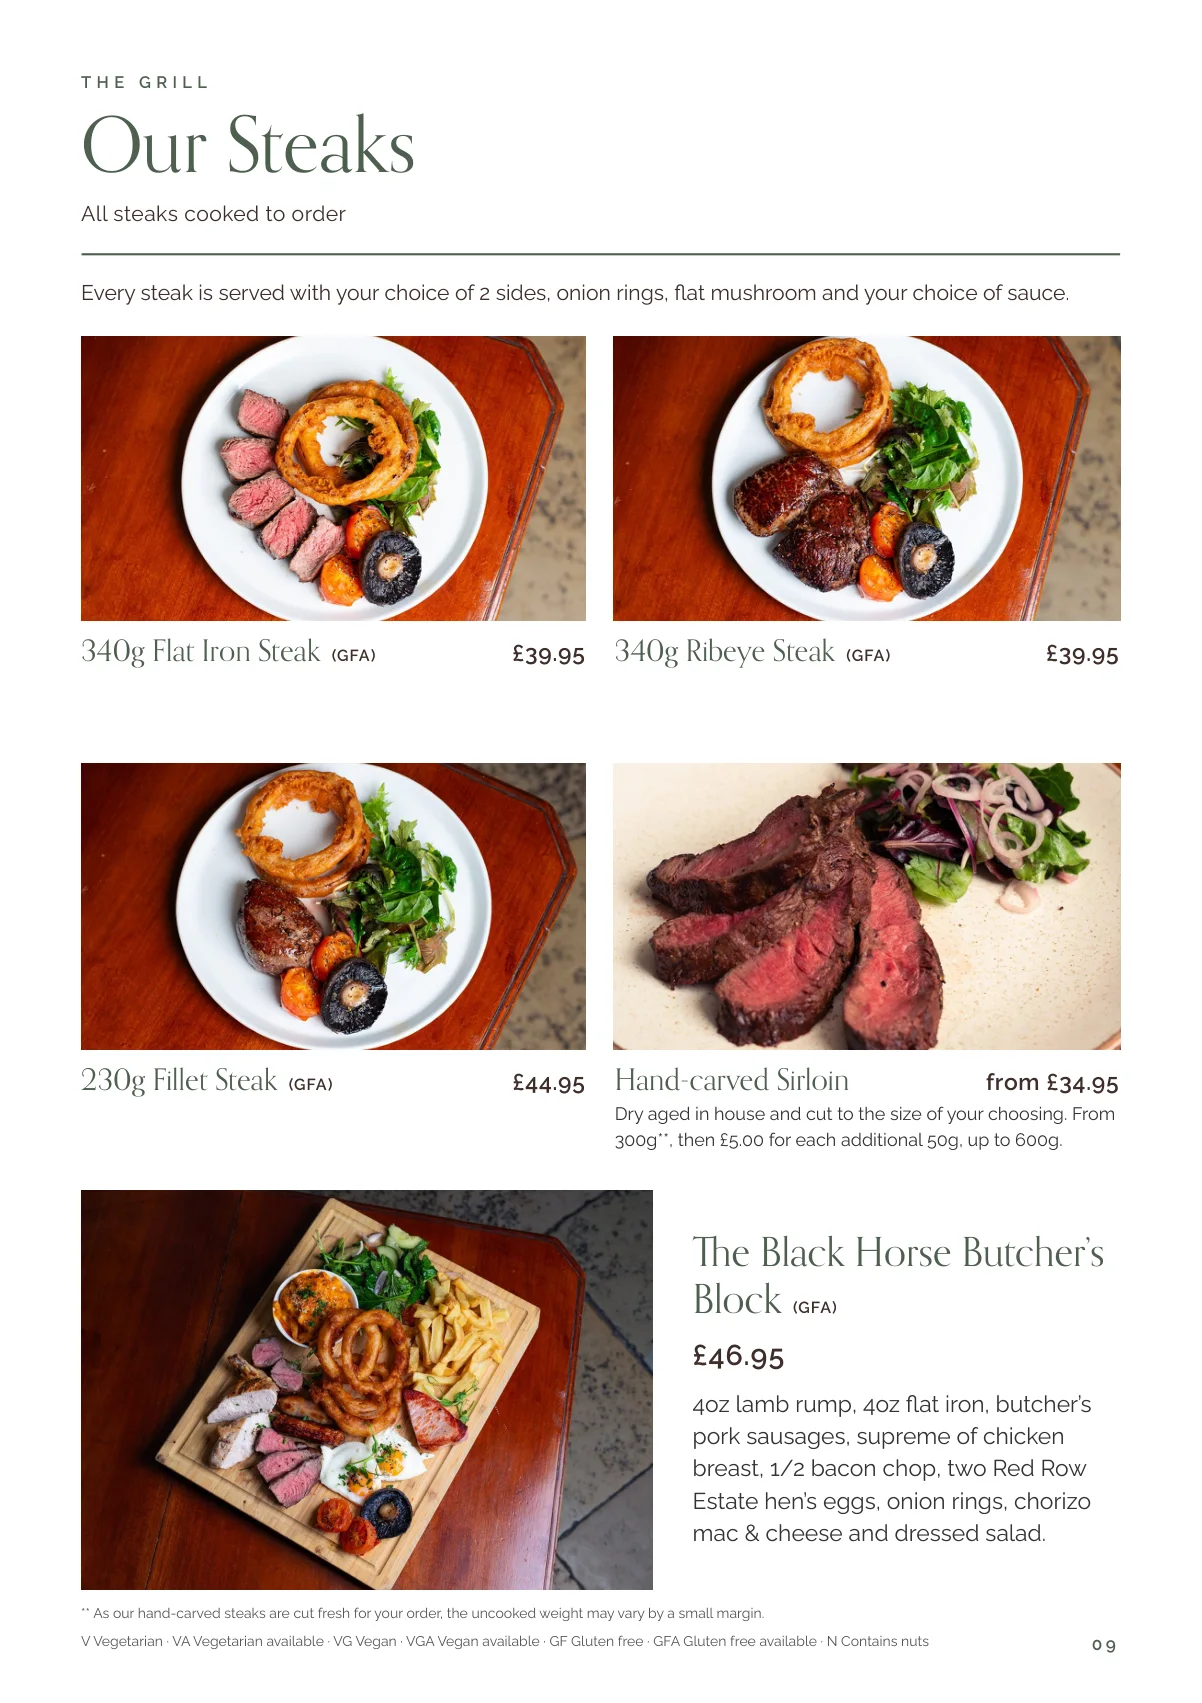 THE GRILL
Our Steaks
All steaks cooked to order
Every steak is served with your choice of 2 sides, onion rings, flat mushroom and your choice of sauce.
340g Flat Iron Steak (GFA) £39.95
340g Ribeye Steak (GFA) £39.95
230g Fillet Steak (GFA) £44.95
Hand-carved Sirloin from £34.95
Dry aged in house and cut to the size of your choosing. From
300g**, then £5.00 for each additional 50g, up to 600g.
The Black Horse Butcher's
Block (GFA)
£46.95
4oz lamb rump, 4oz flat iron, butcher's
pork sausages, supreme of chicken
breast, 1/2 bacon chop, two Red Row
Estate hen's eggs, onion rings, chorizo
mac & cheese and dressed salad.
** As our hand-carved steaks are cut fresh for your order, the uncooked weight may vary by a small margin.
V Vegetarian · VA Vegetarian available · VG Vegan · VGA Vegan available · GF Gluten free · GFA Gluten free available · N Contains nuts
09